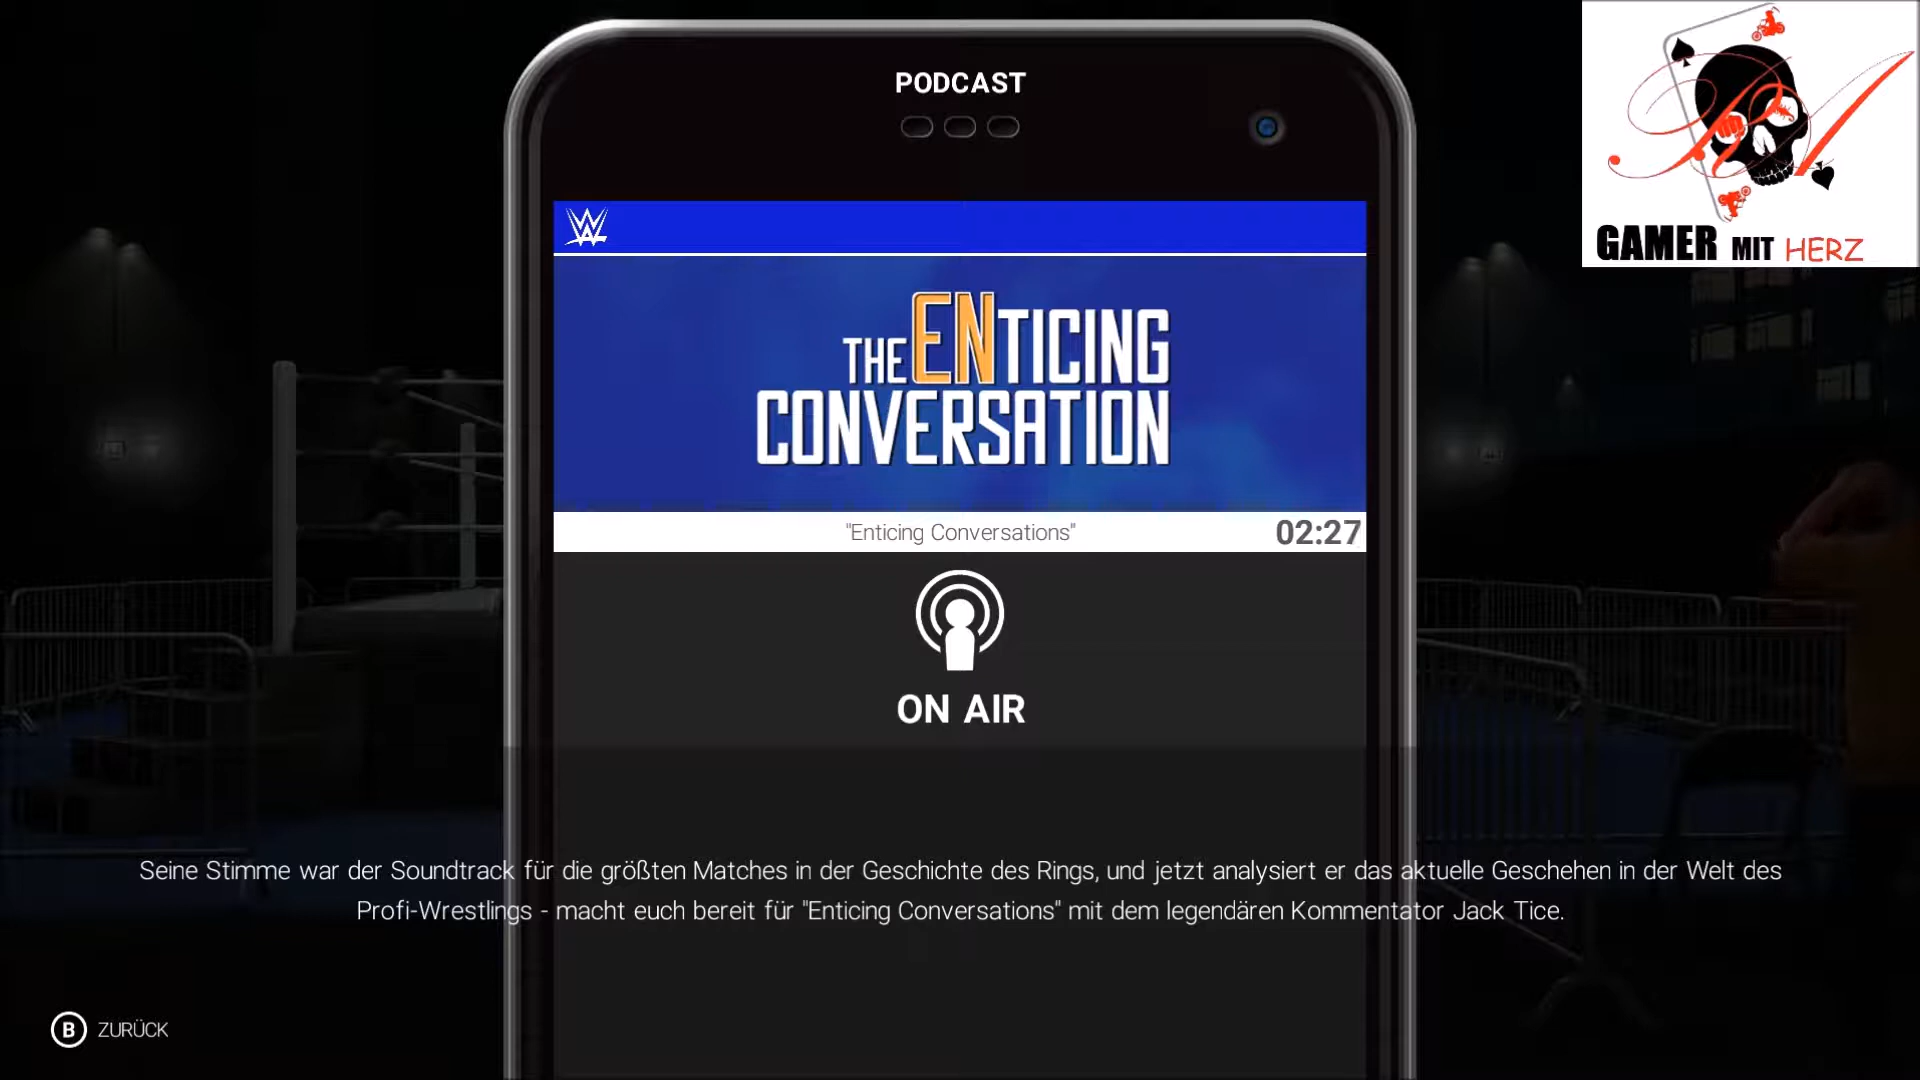 PODCAST
GAMER MIT HERZ
W
THE ENTICING
CONVERSATION
"Enticing Conversations"
02:27
ON AIR
Seine Stimme war der Soundtrack für die größten Matches in der Geschichte des Rings, und jetzt analysiert er das aktuelle Geschehen in der Welt des
Profi-Wrestlings - macht euch bereit für "Enticing Conversations" mit dem legendären Kommentator Jack Tice.
B ZURÜCK